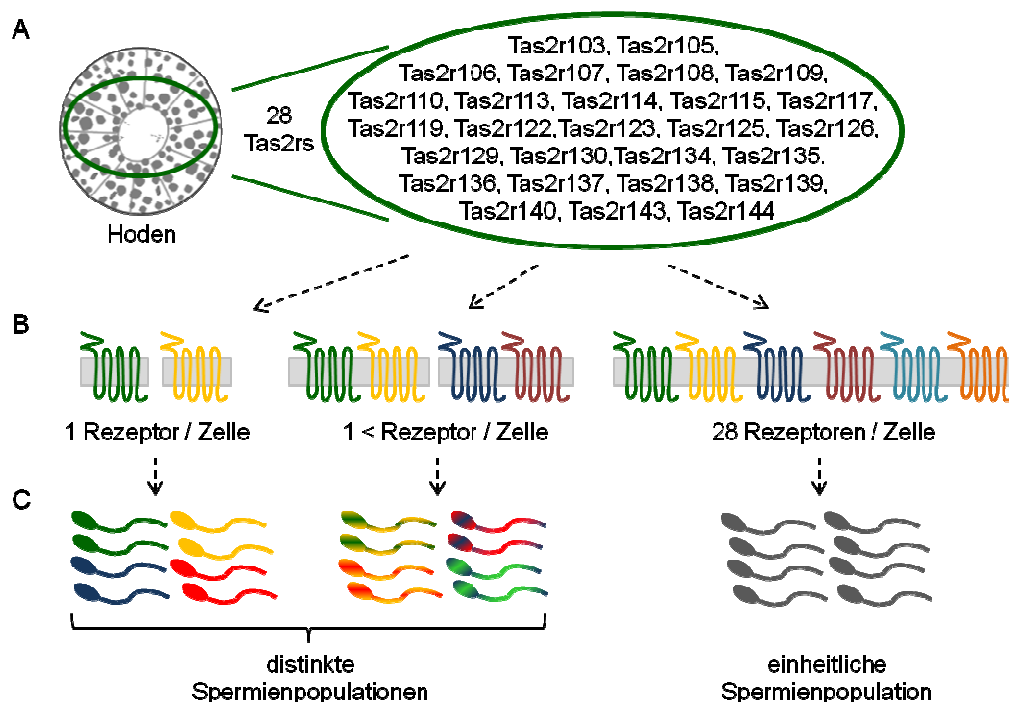 A
Tas2r103, Tas2r105,
Tas2r106, Tas2r107, Tas2r108, Tas2r109,
Tas2r110, Tas2r113, Tas2r114, Tas2r115, Tas2r117,
Tas2r119, Tas2r122,Tas2r123, Tas2r125, Tas2r126,
Tas2r129, Tas2r130,Tas2r134, Tas2r135.
Tas2r136, Tas2r137, Tas2r138, Tas2r139,
Tas2r140, Tas2r143, Tas2r144
28
Tas2rs
Hoden
B
1 Rezeptor / Zelle
1 < Rezeptor / Zelle
28 Rezeptoren / Zelle
C
distinkte
Spermienpopulationen
einheitliche
Spermienpopulation